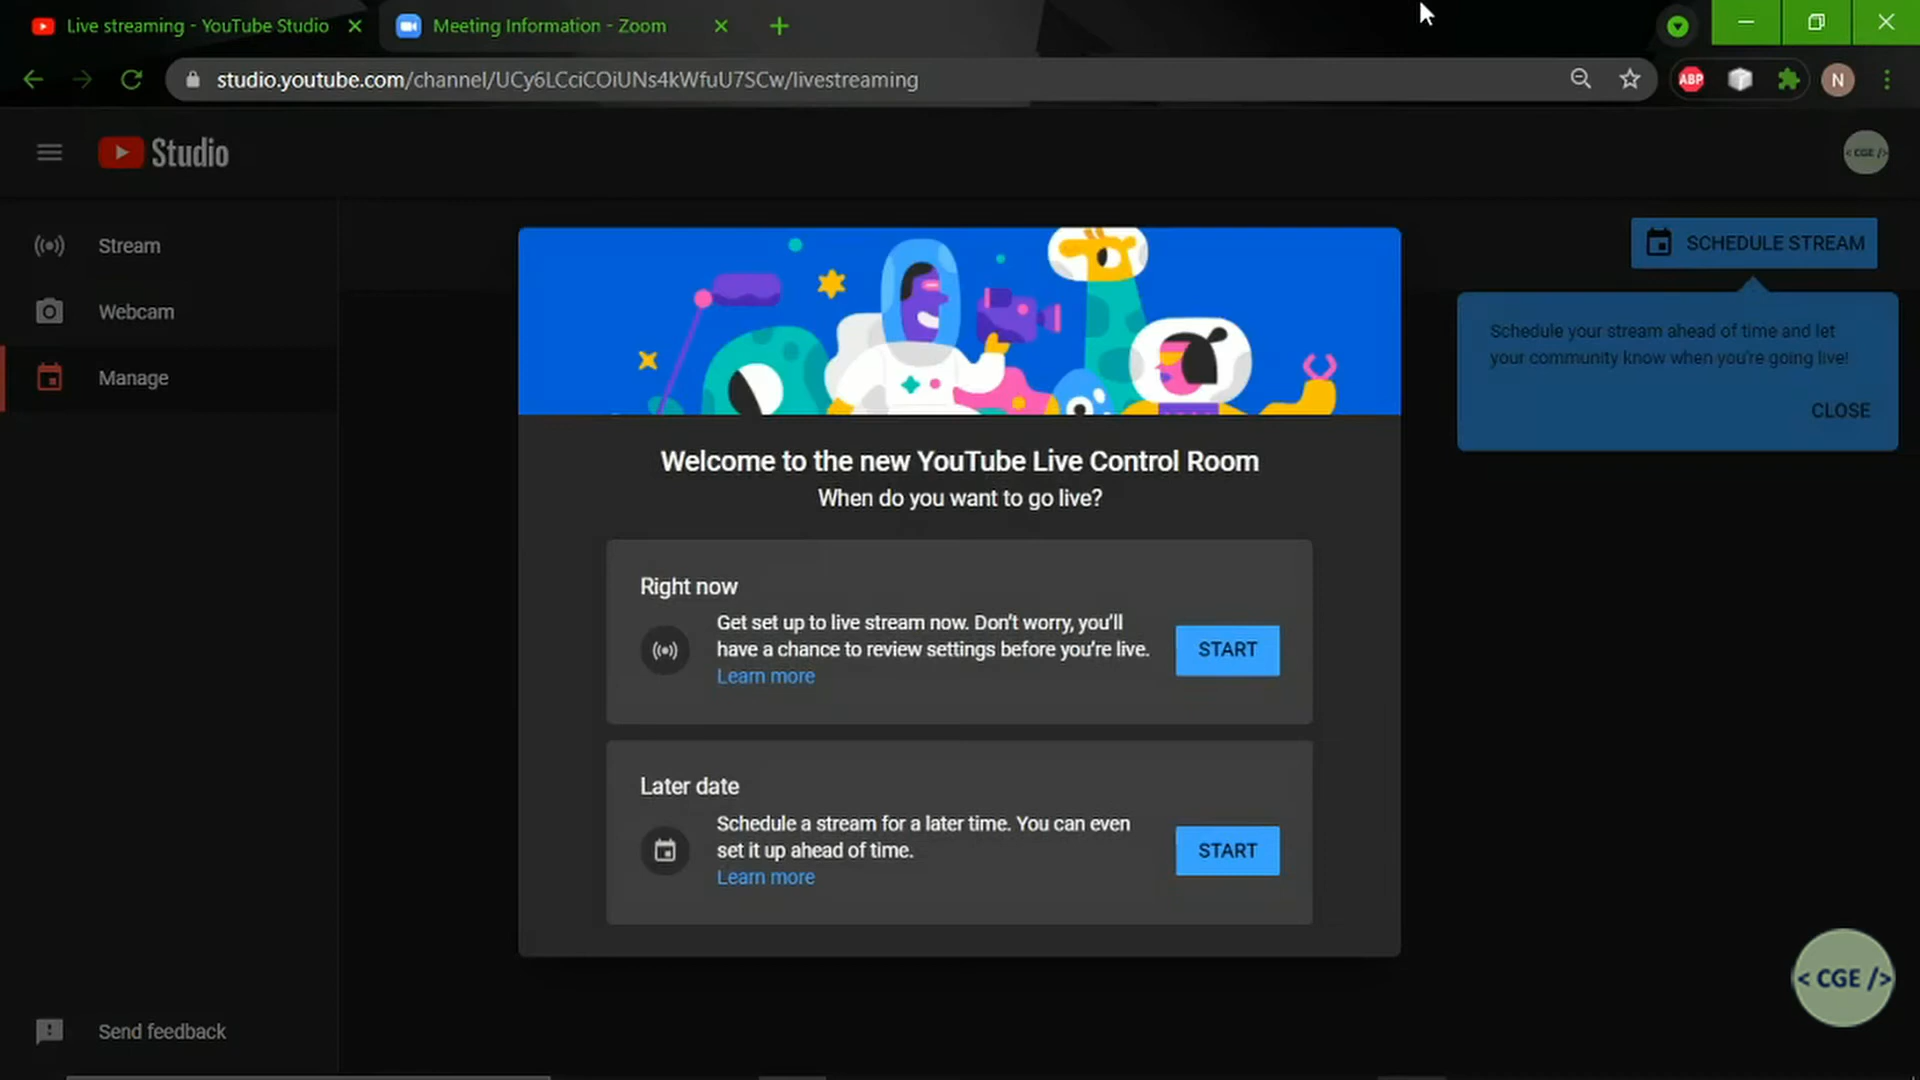 Live streaming - YouTube Studio
Meeting Information - Zoom
studio.youtube.com/channel/UCy6LCciCOiUNs4kWfuU7SCw/livestreaming
ABP
N
Studio
< CGE />
Stream
SCHEDULE STREAM
Webcam
Schedule your stream ahead of time and let
your community know when you're going live!
Manage
CLOSE
Welcome to the new YouTube Live Control Room
When do you want to go live?
Right now
Get set up to live stream now. Don't worry, you'll
have a chance to review settings before you're live.
START
Learn more
Later date
Schedule a stream for a later time. You can even
set it up ahead of time.
START
Learn more
< CGE />
Send feedback